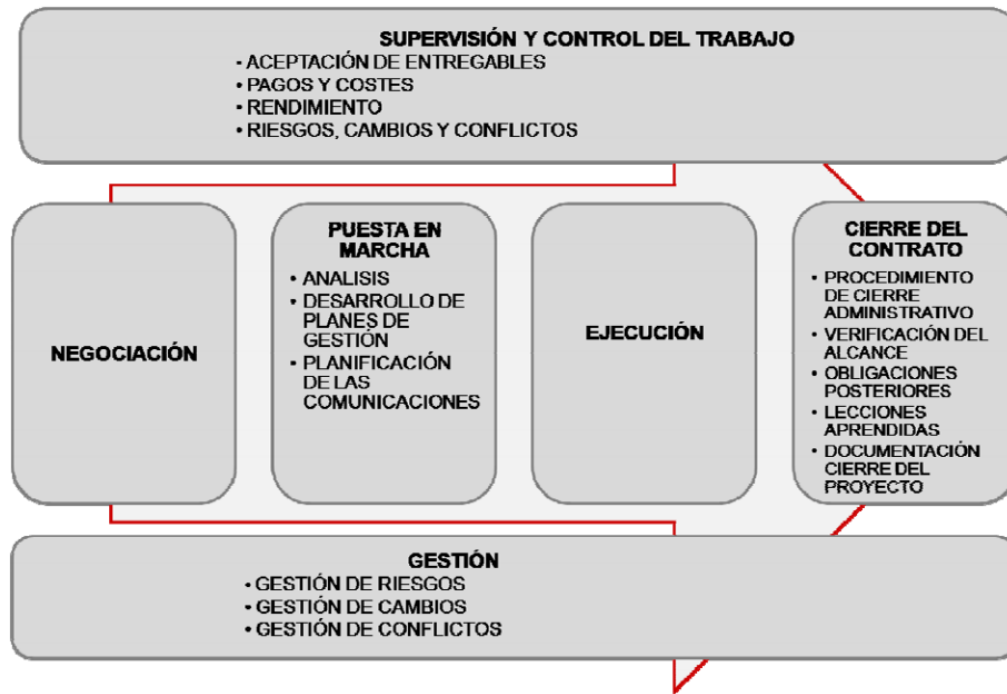 SUPERVISIÓN Y CONTROL DEL TRABAJO
• ACEPTACIÓN DE ENTREGABLES
• PAGOS Y COSTES
• RENDIMIENTO
• RIESGOS, CAMBIOS Y CONFLICTOS
NEGOCIACIÓN
PUESTA EN
MARCHA
• ANALISIS
• DESARROLLO DE
PLANES DE
GESTIÓN
• PLANIFICACIÓN
DE LAS
COMUNICACIONES
EJECUCIÓN
CIERRE DEL
CONTRATO
• PROCEDIMIENTO
DE CIERRE
ADMINISTRATIVO
• VERIFICACIÓN DEL
ALCANCE
• OBLIGACIONES
POSTERIORES
• LECCIONES
APRENDIDAS
• DOCUMENTACIÓN
CIERRE DEL
PROYECTO
GESTIÓN
• GESTIÓN DE RIESGOS
• GESTIÓN DE CAMBIOS
• GESTIÓN DE CONFLICTOS